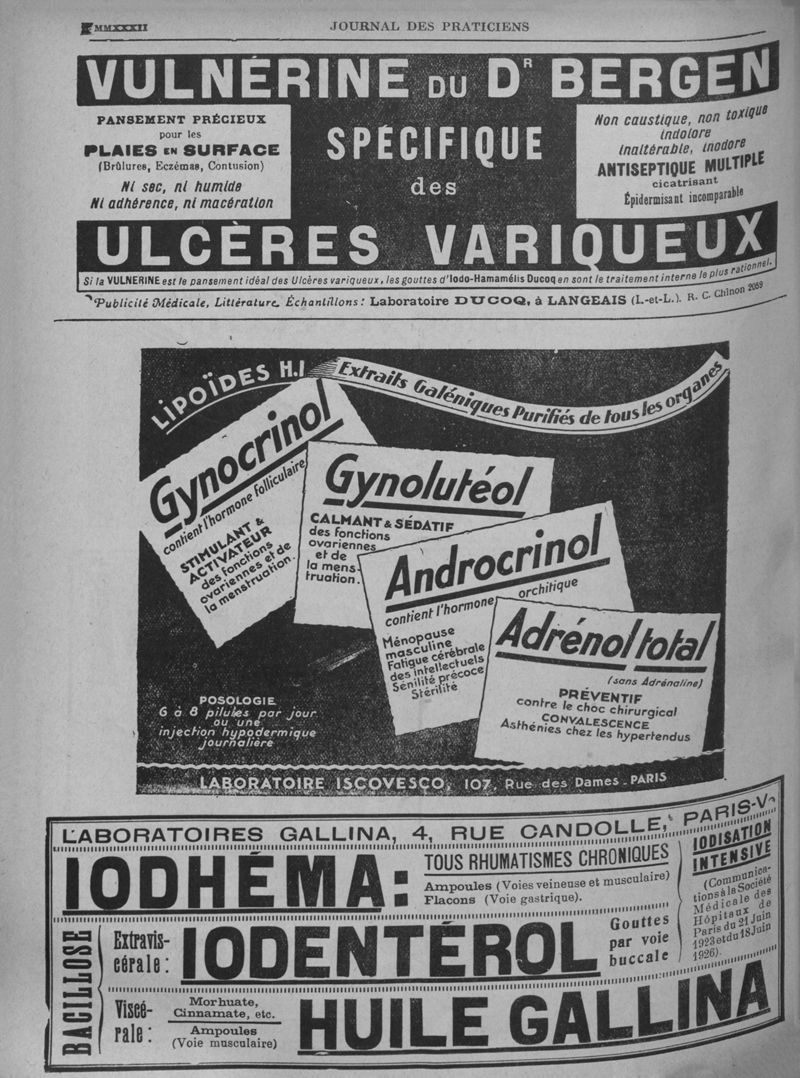 MMXXXII
JOURNAL DES PRATICIENS
VULNÉRINE DU DR BERGEN
PANSEMENT PRÉCIEUX
pour les
PLAIES EN SURFACE
(Brûlures, Eczémas, Contusion)
Ni sec, ni humide
Ni adhérence, ni macération
SPÉCIFIQUE
des
Non caustique, non toxique
indolore
inaltérable, inodore
ANTISEPTIQUE MULTIPLE
cicatrisant
Épidermisant incomparable
ULCÈRES VARIQUEUX
Si la VULNERINE est le pansement idéal des Ulcères variqueux, les gouttes d'Iodo-Hamamélis Ducoq en sont le traitement interne le plus rationnel.
Publicité Médicale, Littérature, Échantillons : Laboratoire DUCOQ, à LANGEAIS (I.-et-L.). R. C. Chinon 2059
LIPOÏDES H.I
Extraits Galéniques Purifiés de tous les organes
Gynocrinol
contient l'hormone folliculaire
STIMULANT &
ACTIVATEUR
des fonctions
ovariennes et de
la menstruation.
Gynolutéol
CALMANT & SÉDATIF
des fonctions
ovariennes
et de
la mens-
truation.
Androcrinol
contient l'hormone orchitique
Ménopause
masculine
Fatigue cérébrale
des intellectuels
Sénilité précoce
Stérilité
Adrénol total
(sans Adrénaline)
PRÉVENTIF
contre le choc chirurgical
CONVALESCENCE
Asthénies chez les hypertendus
POSOLOGIE
6 à 8 pilules par jour
ou une
injection hypodermique
journalière
LABORATOIRE ISCOVESCO, 107, Rue des Dames - PARIS
LABORATOIRES GALLINA, 4, RUE CANDOLLE, PARIS-V
IODHÉMA:
TOUS RHUMATISMES CHRONIQUES
Ampoules (Voies veineuse et musculaire)
Flacons (Voie gastrique).
IODISATION
INTENSIVE
(Communica-
tions à la Société
Médicale des
Hôpitaux de
Paris du 21 Juin
1923 et du 18 Juin
1926).
BACILLOSE
Extravis-
cérale :
IODENTÉROL
Gouttes
par voie
buccale
Viscé-
rale :
Morhuate,
Cinnamate, etc.
Ampoules
(Voie musculaire)
HUILE GALLINA